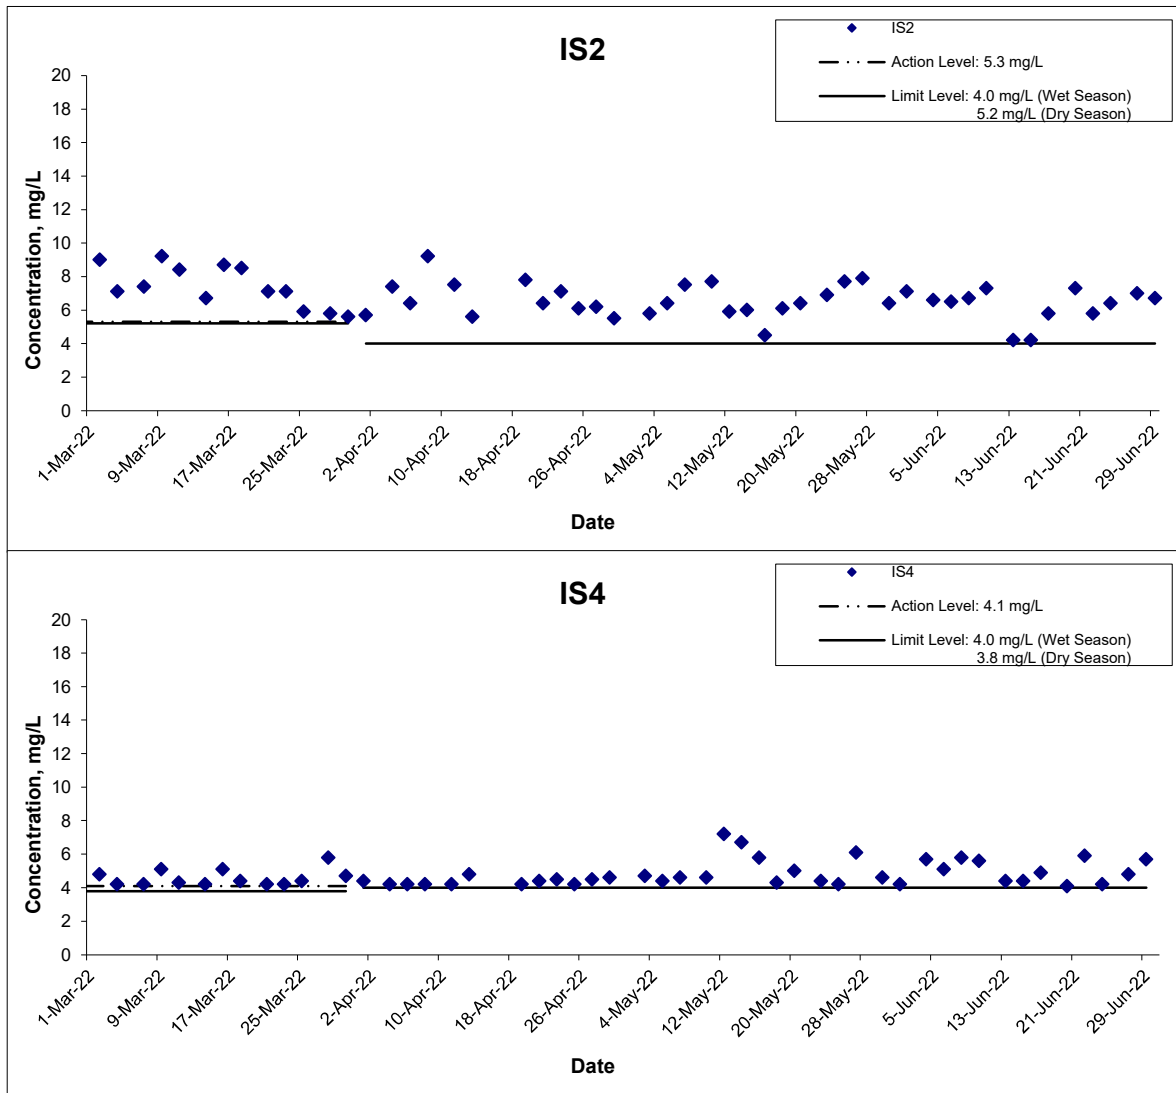 IS2
IS2
Action Level: 5.3 mg/L
Limit Level: 4.0 mg/L (Wet Season)
5.2 mg/L (Dry Season)
Concentration, mg/L
20
18
16
14
12
10
8
6
4
2
0
1-Mar-22
9-Mar-22
17-Mar-22
25-Mar-22
2-Apr-22
10-Apr-22
18-Apr-22
26-Apr-22
4-May-22
12-May-22
20-May-22
28-May-22
5-Jun-22
13-Jun-22
21-Jun-22
29-Jun-22
Date
IS4
IS4
Action Level: 4.1 mg/L
Limit Level: 4.0 mg/L (Wet Season)
3.8 mg/L (Dry Season)
Concentration, mg/L
20
18
16
14
12
10
8
6
4
2
0
1-Mar-22
9-Mar-22
17-Mar-22
25-Mar-22
2-Apr-22
10-Apr-22
18-Apr-22
26-Apr-22
4-May-22
12-May-22
20-May-22
28-May-22
5-Jun-22
13-Jun-22
21-Jun-22
29-Jun-22
Date